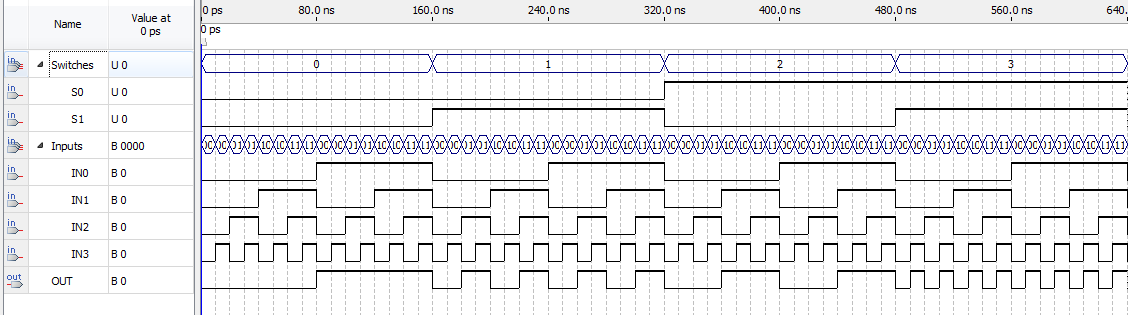 Name
Value at
0 ps
0 ps 80.0 ns 160.0 ns 240.0 ns 320.0 ns 400.0 ns 480.0 ns 560.0 ns 640.
0 ps
in Switches U 0 0 1 2 3
in S0 U 0
in S1 U 0
in Inputs B 0000
in IN0 B 0
in IN1 B 0
in IN2 B 0
in IN3 B 0
out OUT B 0